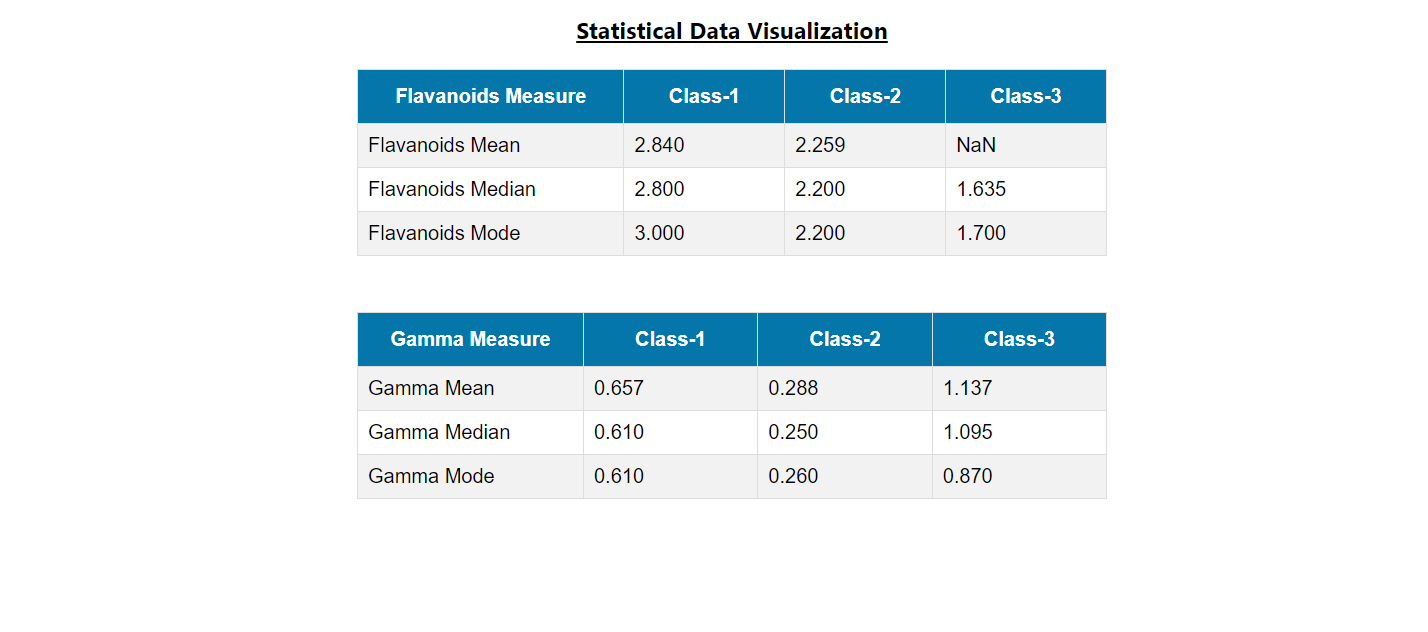 Statistical Data Visualization
Flavanoids Measure Class-1 Class-2 Class-3
Flavanoids Mean 2.840 2.259 NaN
Flavanoids Median 2.800 2.200 1.635
Flavanoids Mode 3.000 2.200 1.700
Gamma Measure Class-1 Class-2 Class-3
Gamma Mean 0.657 0.288 1.137
Gamma Median 0.610 0.250 1.095
Gamma Mode 0.610 0.260 0.870